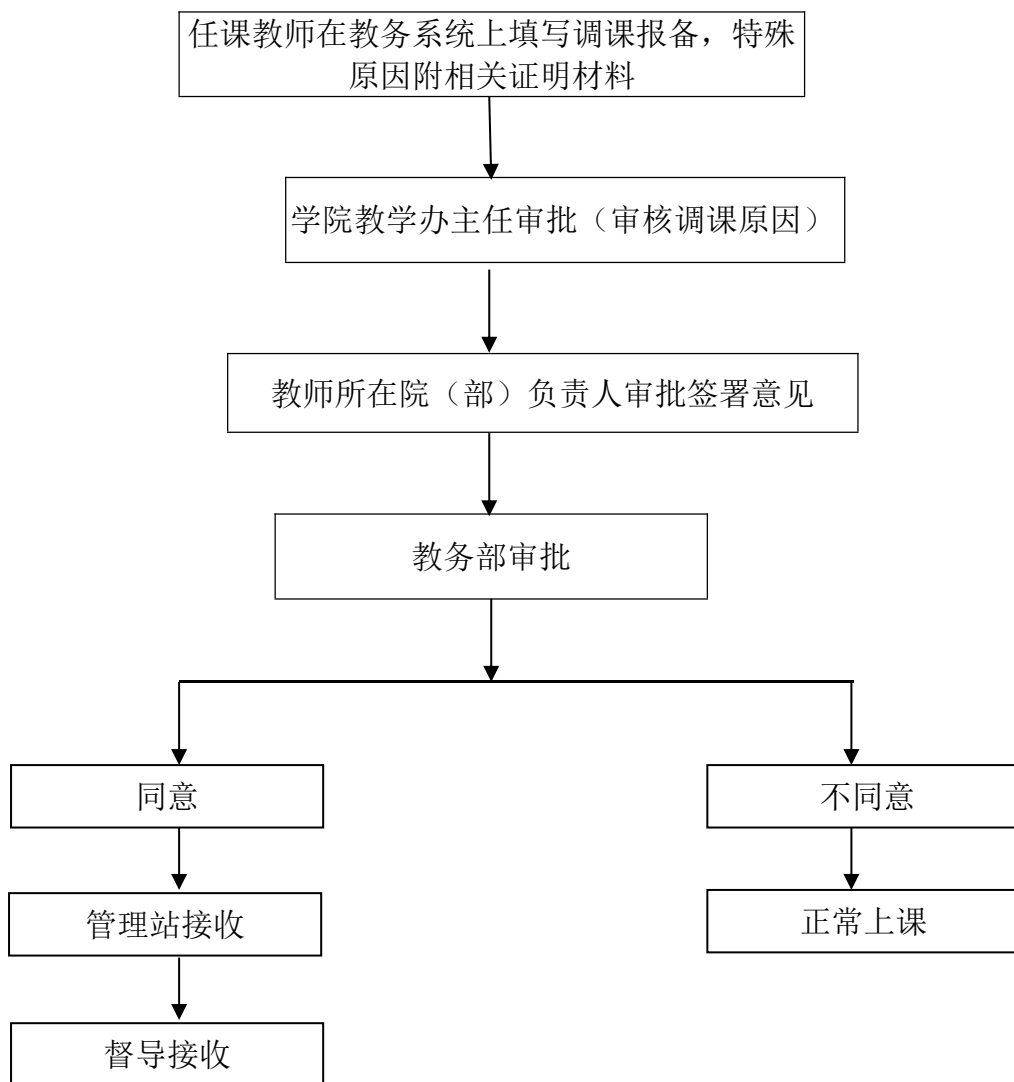 任课教师在教务系统上填写调课报备，特殊
原因附相关证明材料
学院教学办主任审批（审核调课原因）
教师所在院（部）负责人审批签署意见
教务部审批
同意
不同意
管理站接收
正常上课
督导接收